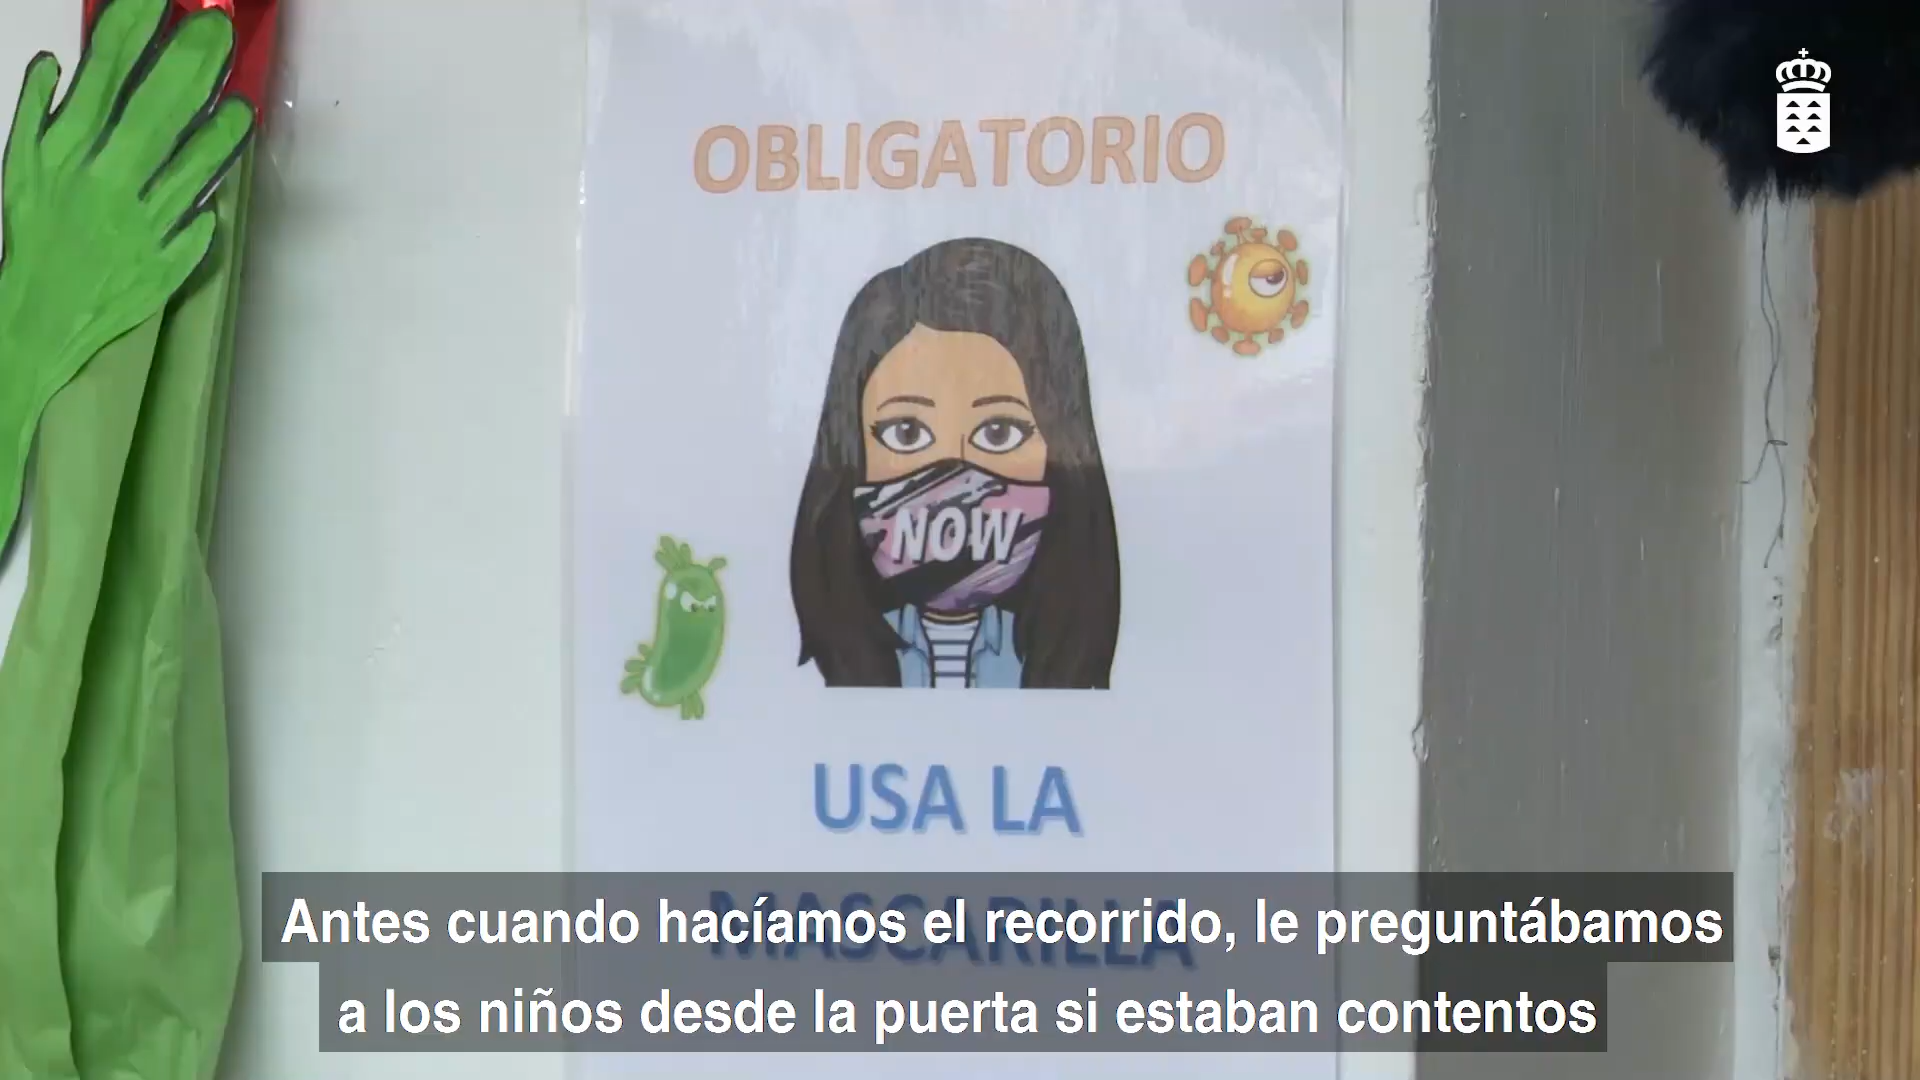 OBLIGATORIO
NOW
USA LA
MASCARILLA
Antes cuando hacíamos el recorrido, le preguntábamos
a los niños desde la puerta si estaban contentos